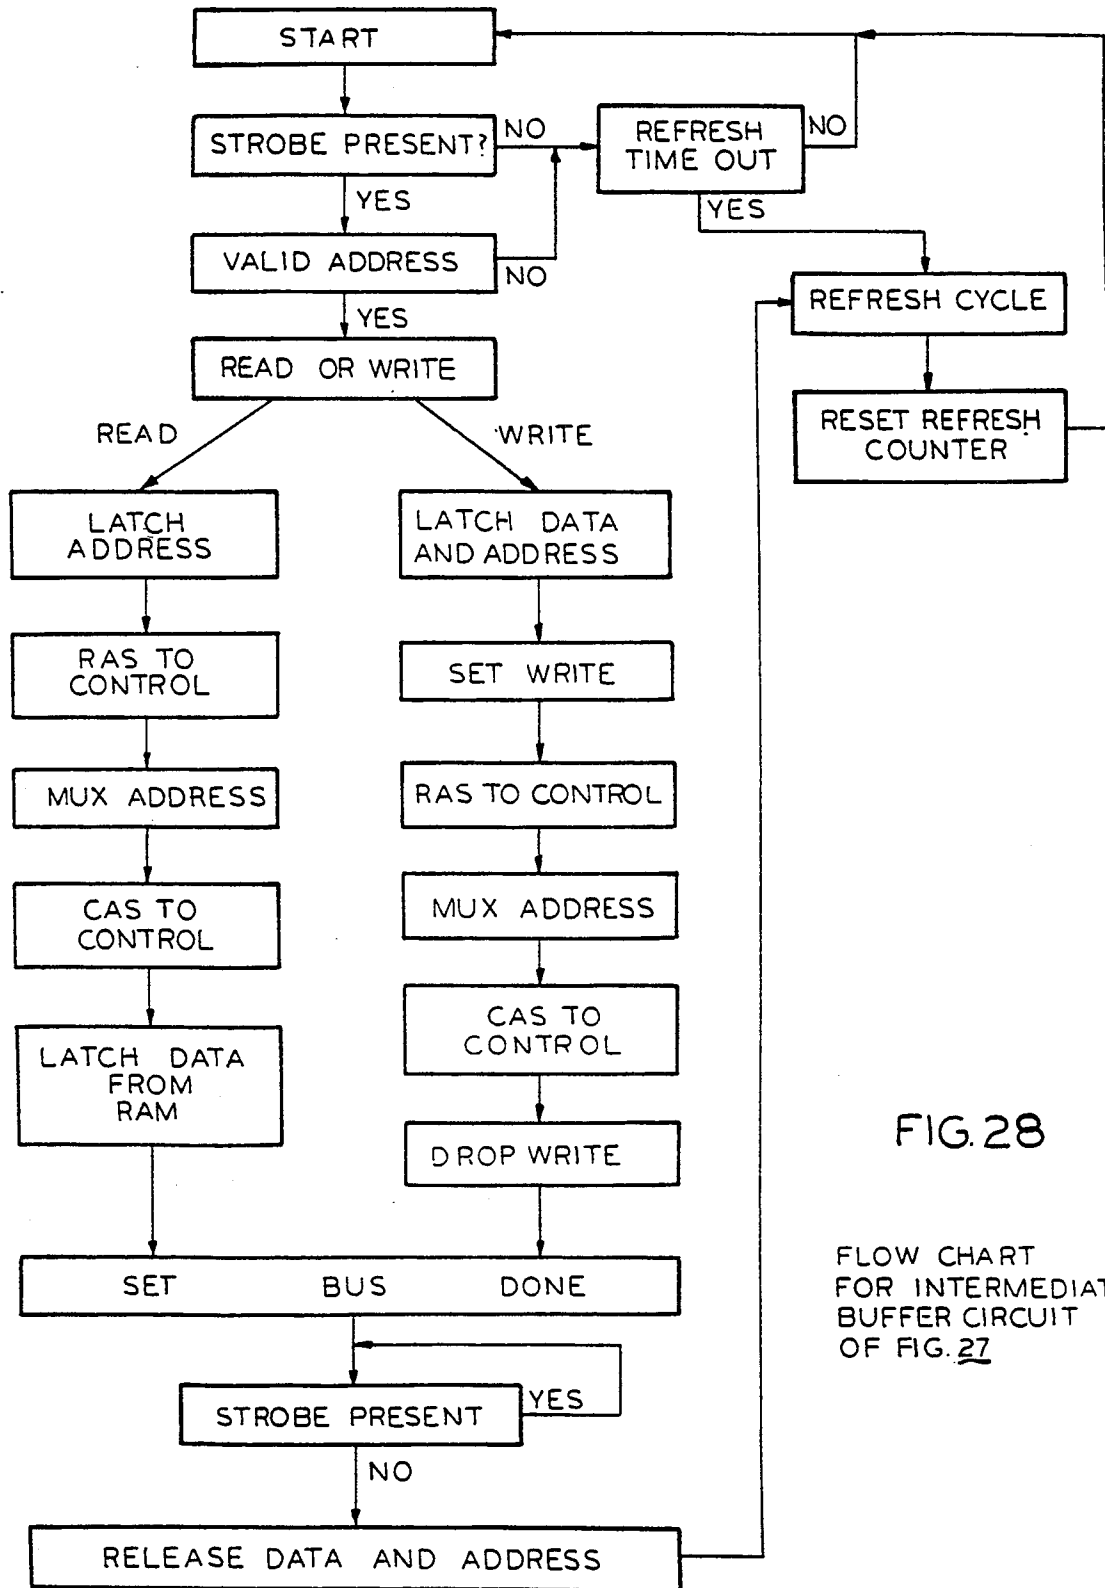 START
STROBE PRESENT?
NO
REFRESH
TIME OUT
NO
YES
YES
VALID ADDRESS
NO
REFRESH CYCLE
YES
READ OR WRITE
RESET REFRESH
COUNTER
READ
WRITE
LATCH
ADDRESS
LATCH DATA
AND ADDRESS
RAS TO
CONTROL
SET WRITE
MUX ADDRESS
RAS TO CONTROL
CAS TO
CONTROL
MUX ADDRESS
LATCH DATA
FROM
RAM
CAS TO
CONTROL
DROP WRITE
FIG. 28
SET BUS DONE
FLOW CHART
FOR INTERMEDIAT
BUFFER CIRCUIT
OF FIG. 27
STROBE PRESENT
YES
NO
RELEASE DATA AND ADDRESS